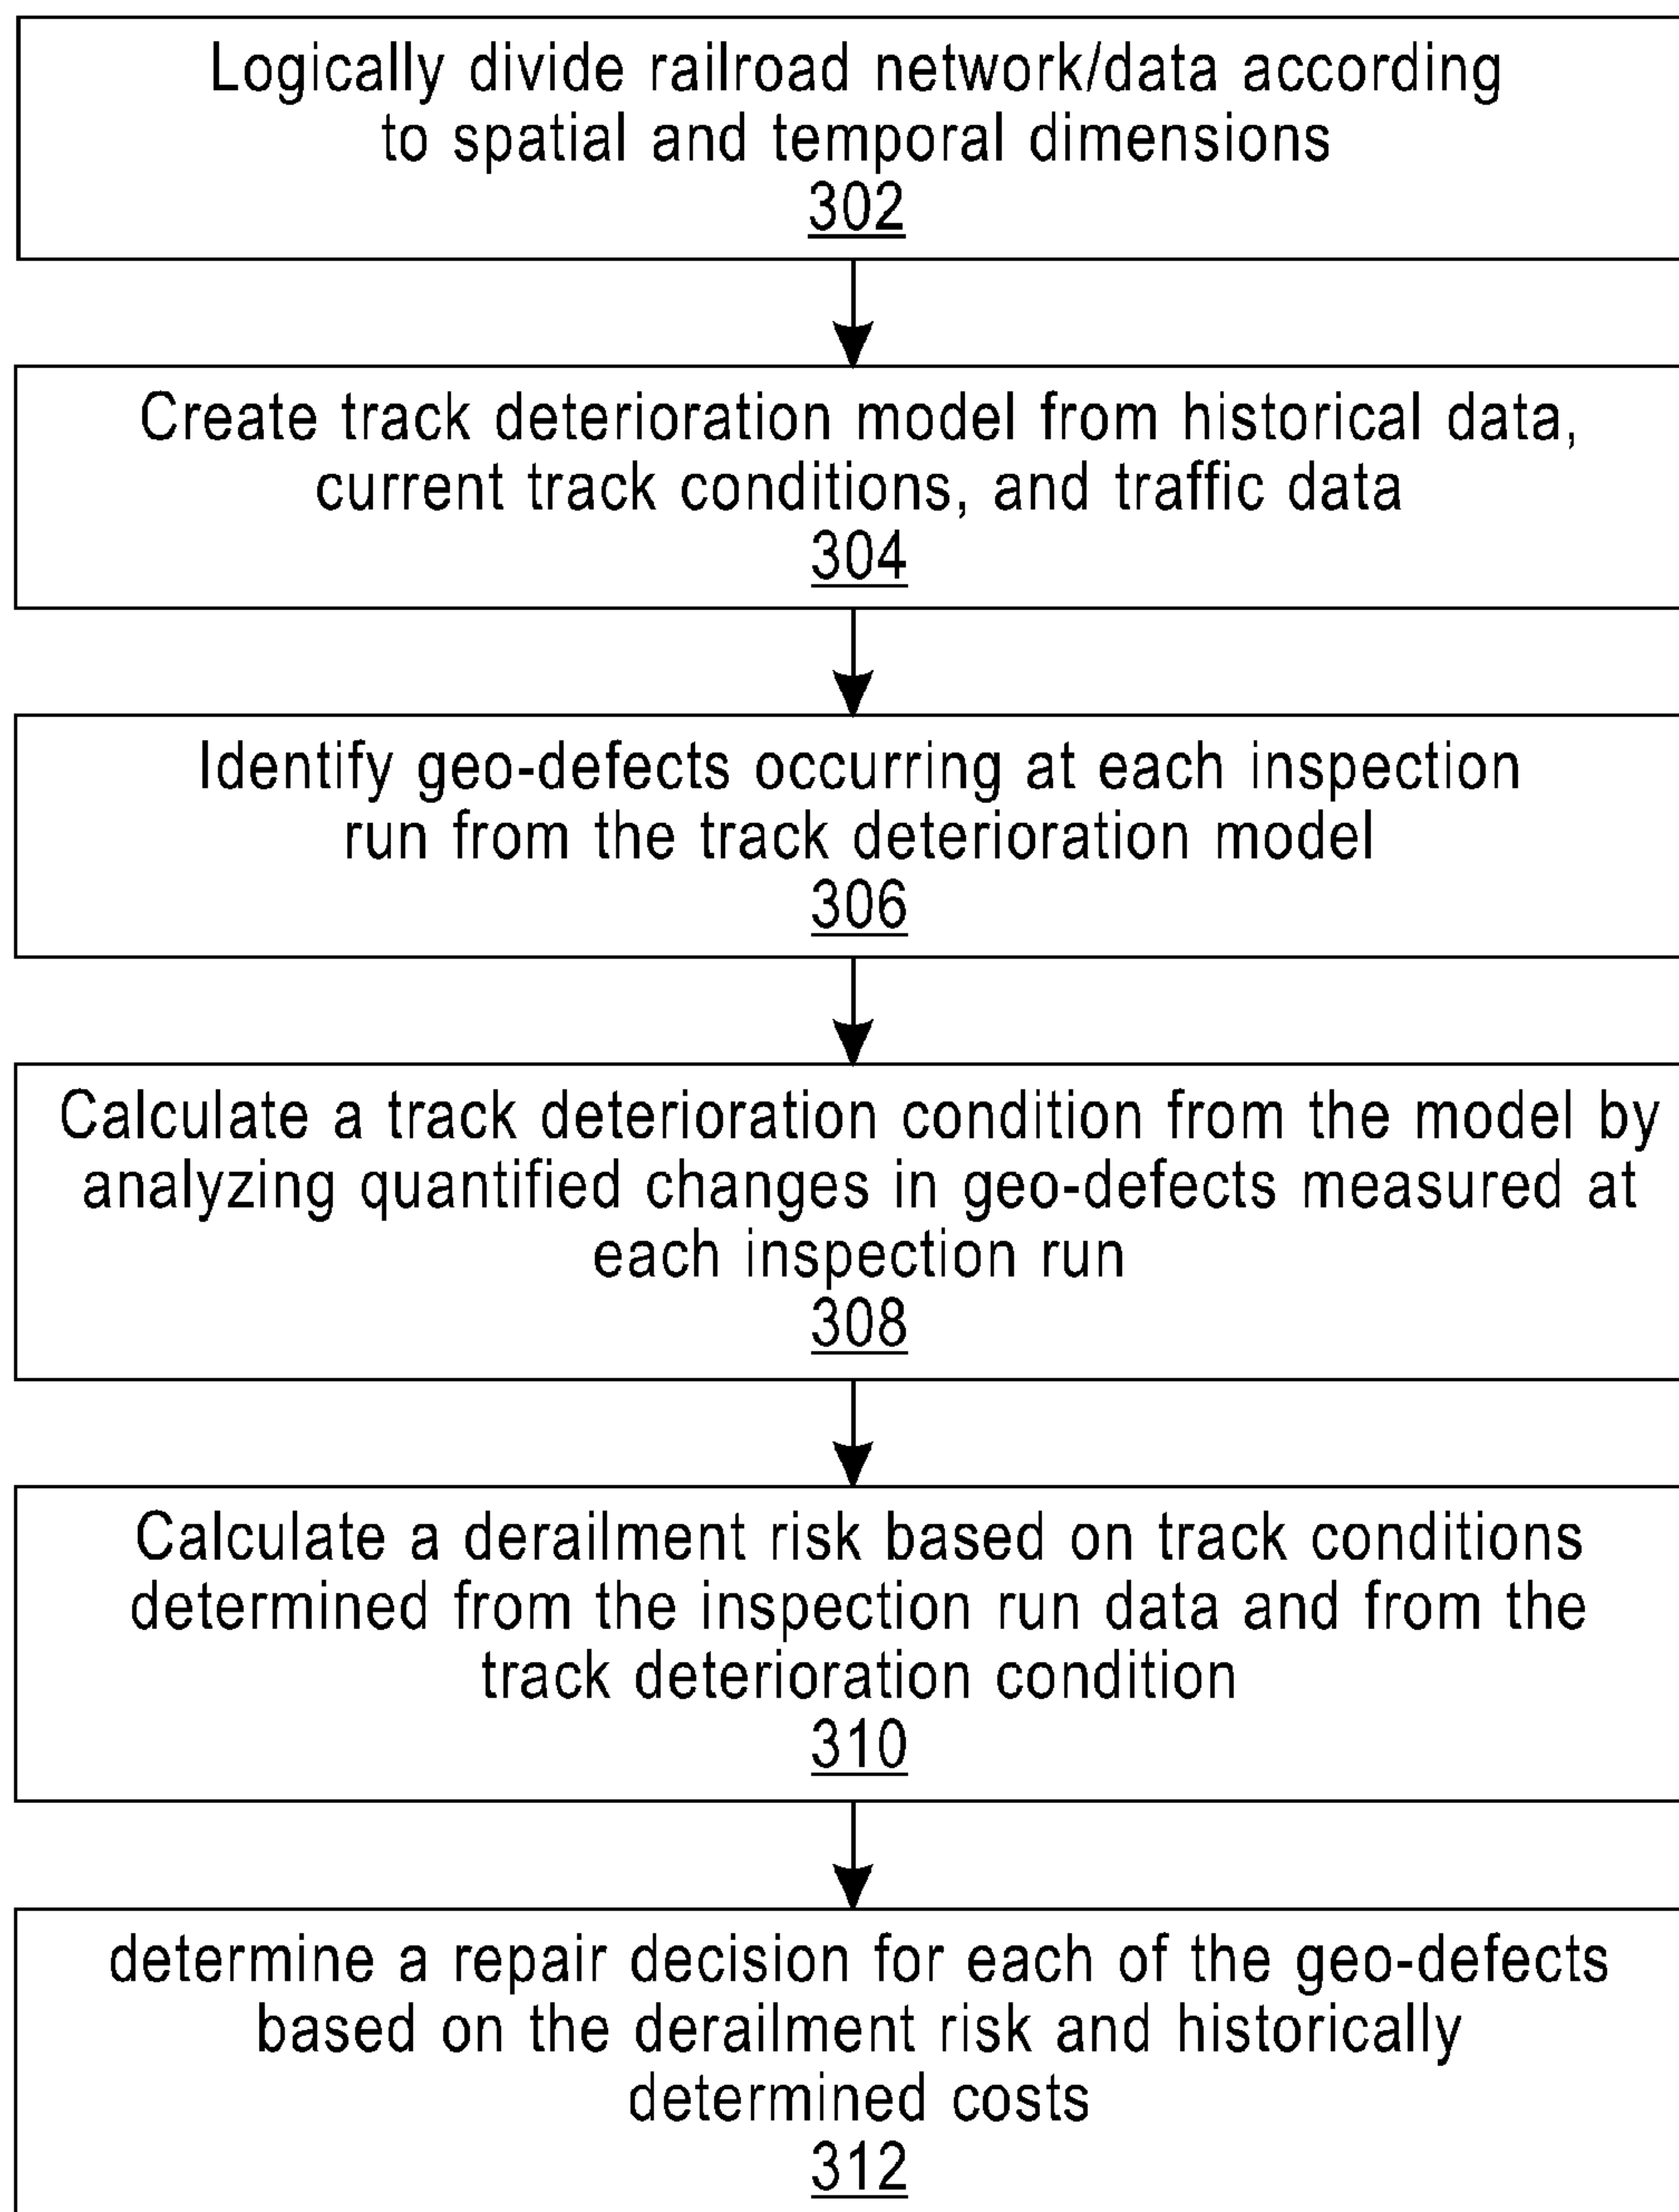 Logically divide railroad network/data according
to spatial and temporal dimensions
302
Create track deterioration model from historical data,
current track conditions, and traffic data
304
Identify geo-defects occurring at each inspection
run from the track deterioration model
306
Calculate a track deterioration condition from the model by
analyzing quantified changes in geo-defects measured at
each inspection run
308
Calculate a derailment risk based on track conditions
determined from the inspection run data and from the
track deterioration condition
310
determine a repair decision for each of the geo-defects
based on the derailment risk and historically
determined costs
312